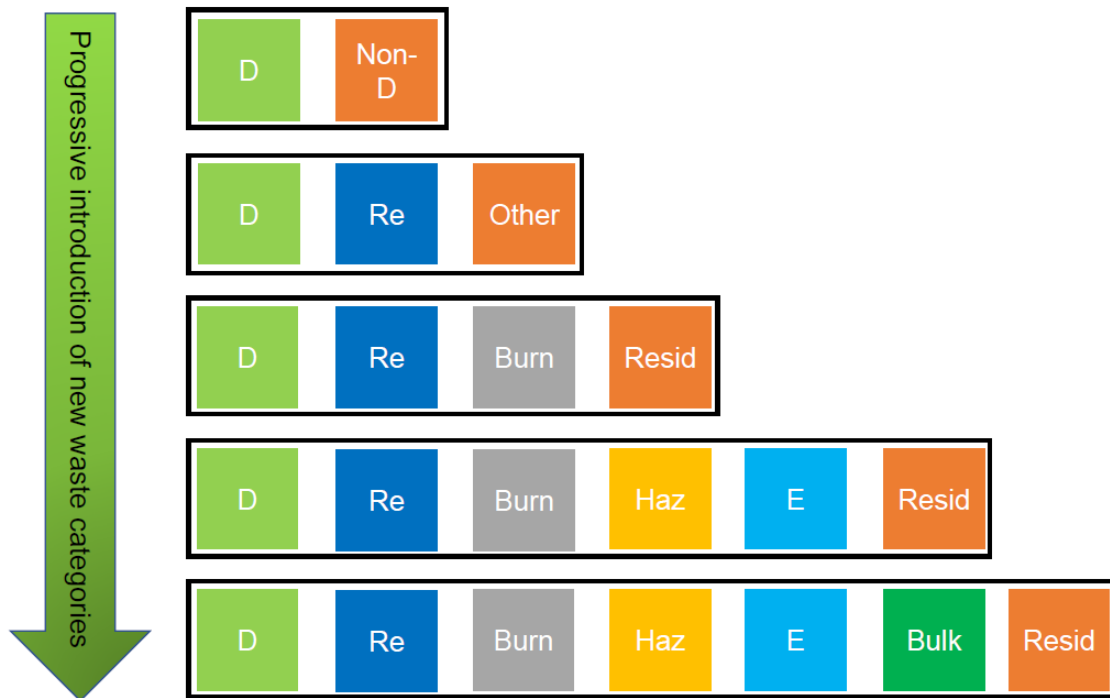 Progressive introduction of new waste categories
D
Non-
D
D
Re
Other
D
Re
Burn
Resid
D
Re
Burn
Haz
E
Resid
D
Re
Burn
Haz
E
Bulk
Resid